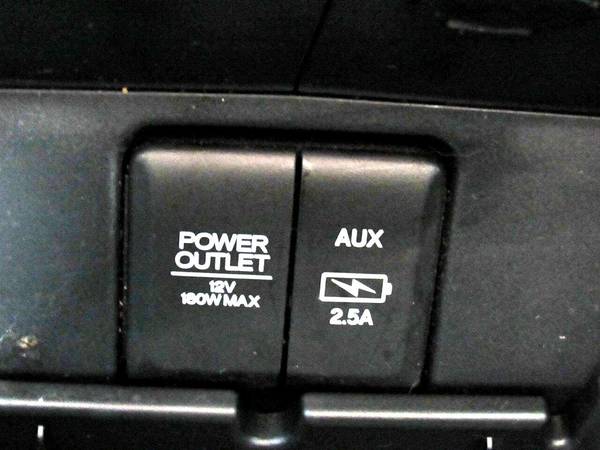 POWER
OUTLET
12V
180W MAX
AUX
2.5A